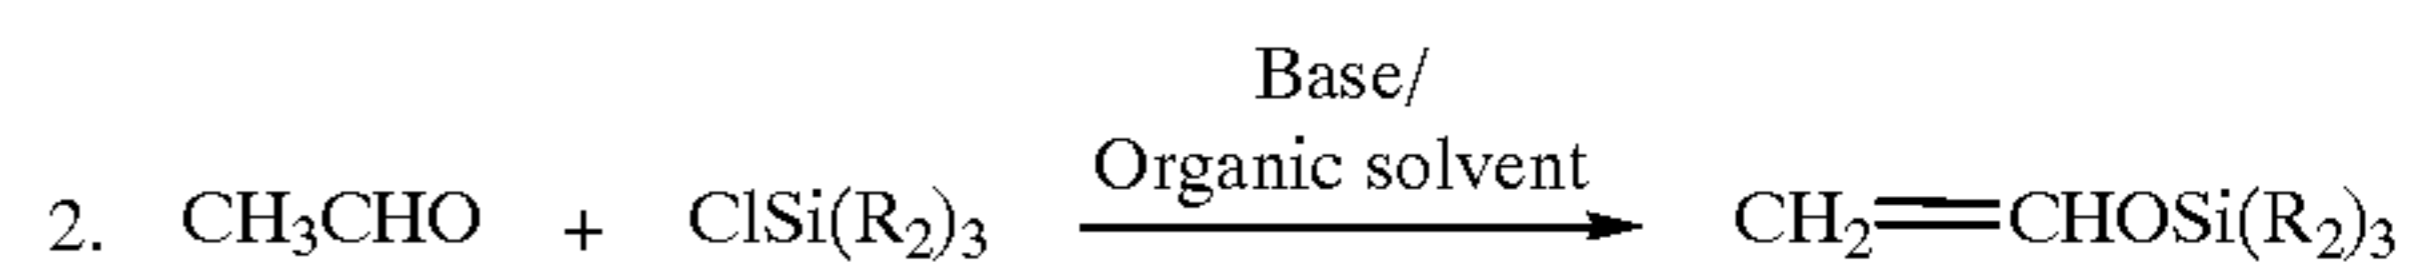 Base/
Organic solvent
2. CH₃CHO + ClSi(R₂)₃ CH₂=CHOSi(R₂)₃